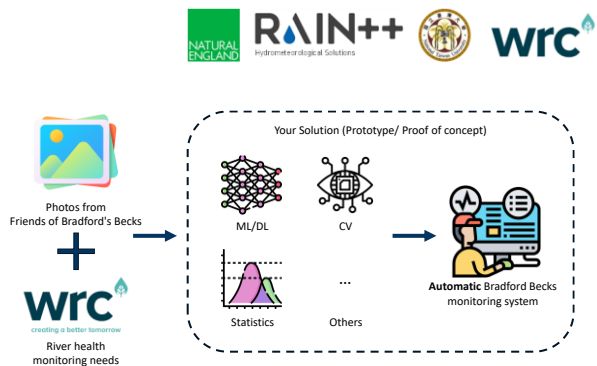 NATURAL
ENGLAND
RAIN++
Hydrometeorological Solutions
wrc
Your Solution (Prototype/ Proof of concept)
Photos from
Friends of Bradford's Becks
ML/DL
CV
wrc
creating a better tomorrow
River health
monitoring needs
Statistics
...
Others
Automatic Bradford Becks
monitoring system